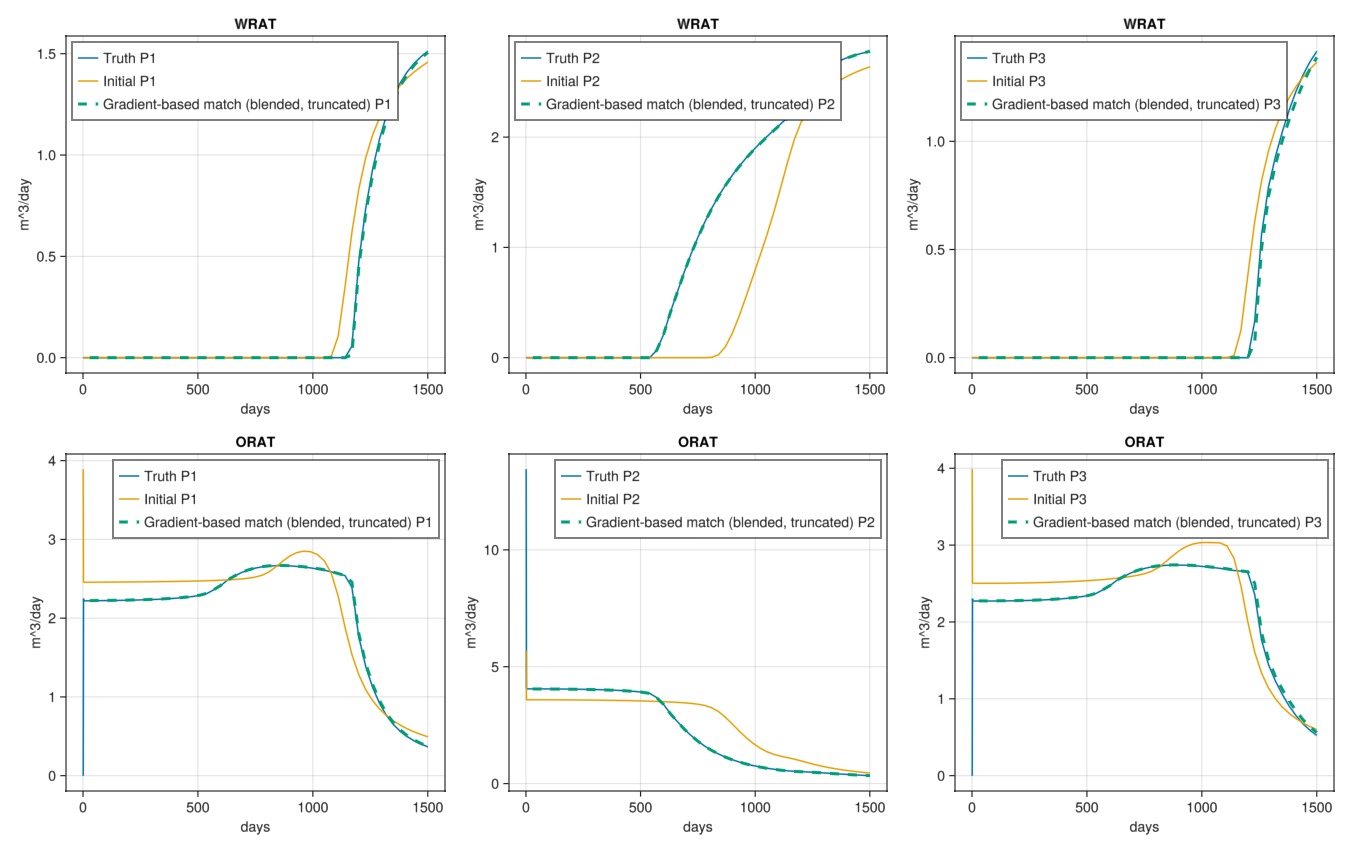 WRAT
WRAT
WRAT
Truth P1
Initial P1
Gradient-based match (blended, truncated) P1
Truth P2
Initial P2
Gradient-based match (blended, truncated) P2
Truth P3
Initial P3
Gradient-based match (blended, truncated) P3
m^3/day
1.5
1.0
0.5
0.0
m^3/day
2
1
0
m^3/day
1.0
0.5
0.0
0 500 1000 1500
0 500 1000 1500
0 500 1000 1500
days
days
days
ORAT
ORAT
ORAT
Truth P1
Initial P1
Gradient-based match (blended, truncated) P1
Truth P2
Initial P2
Gradient-based match (blended, truncated) P2
Truth P3
Initial P3
Gradient-based match (blended, truncated) P3
m^3/day
4
3
2
1
0
m^3/day
10
5
0
m^3/day
4
3
2
1
0
0 500 1000 1500
0 500 1000 1500
0 500 1000 1500
days
days
days